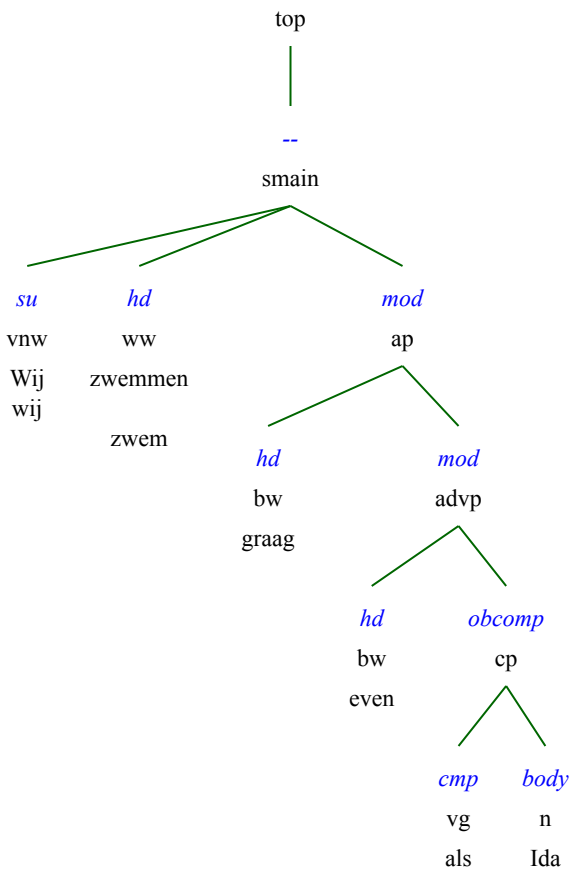 top
--
smain
su hd mod
vnw ww ap
Wij zwemmen
wij
zwem
hd mod
bw advp
graag
hd obcomp
bw cp
even
cmp body
vg n
als Ida